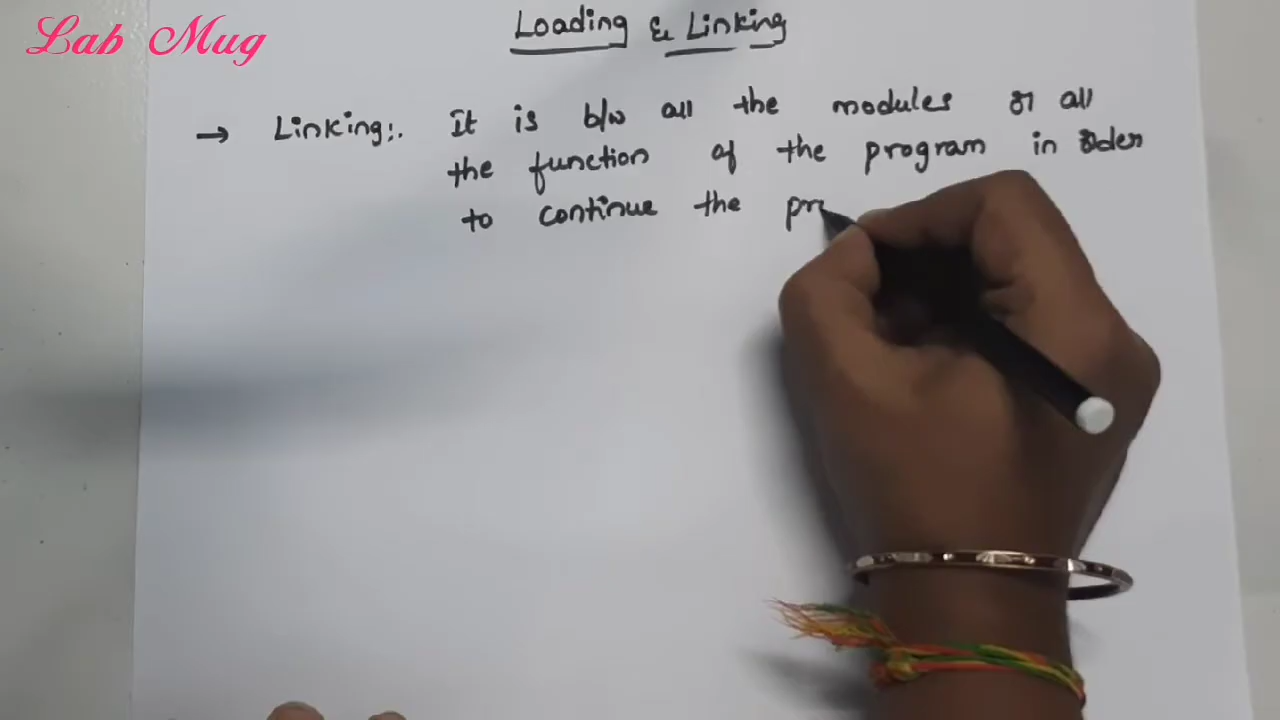 Lab Mug
Loading & Linking
→ Linking:. It is b/w all the modules or all
the function of the program in order
to continue the pr